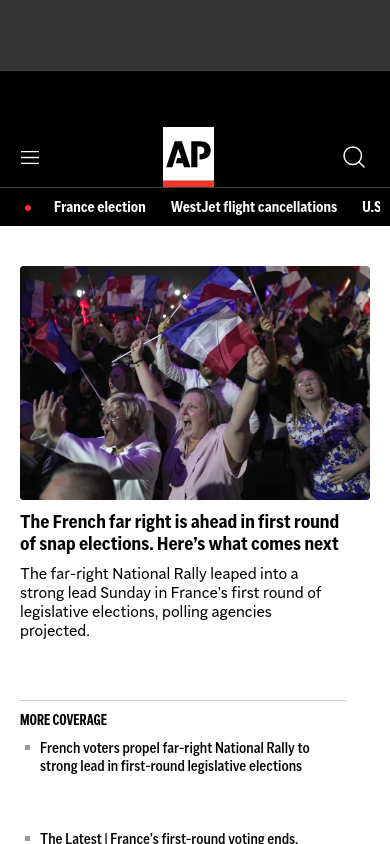 AP
France election WestJet flight cancellations U.S
The French far right is ahead in first round
of snap elections. Here’s what comes next
The far-right National Rally leaped into a
strong lead Sunday in France’s first round of
legislative elections, polling agencies
projected.
MORE COVERAGE
French voters propel far-right National Rally to
strong lead in first-round legislative elections
The Latest | France’s first-round voting ends.